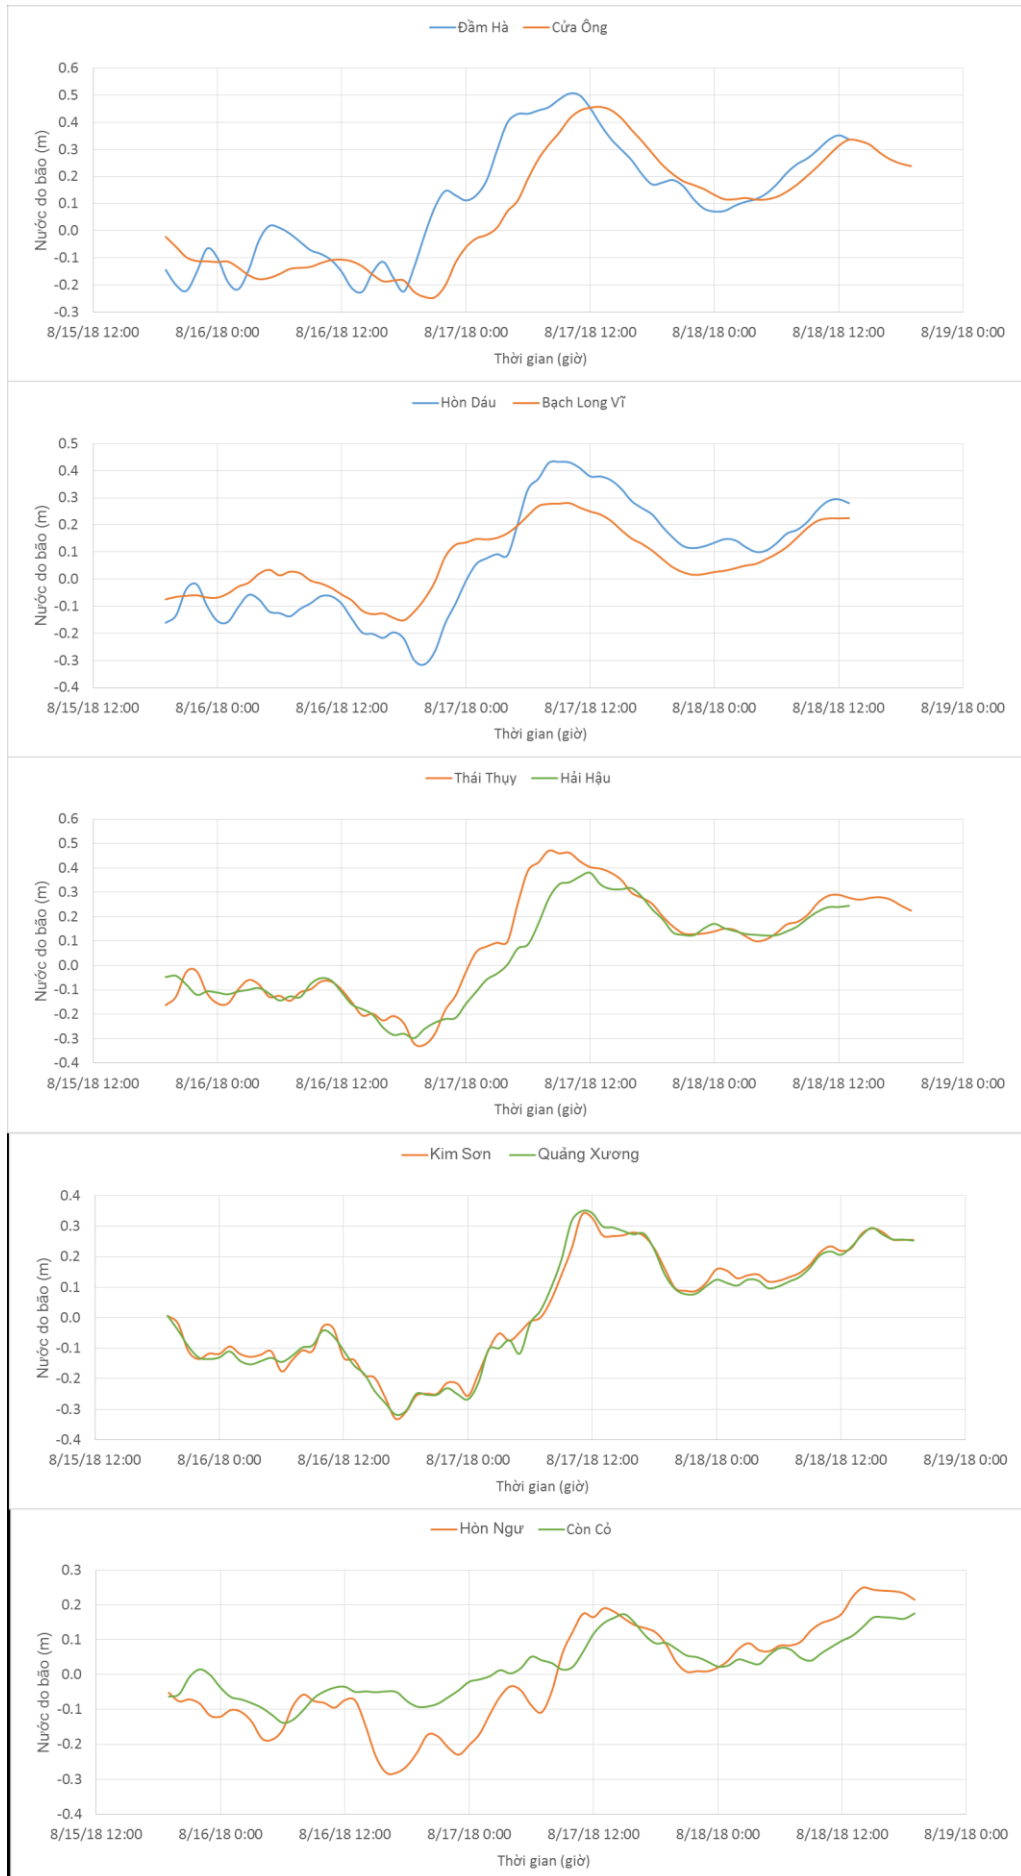 Đầm Hà Cửa Ông
Nước do bão (m)
0.6
0.5
0.4
0.3
0.2
0.1
0.0
-0.1
-0.2
-0.3
8/15/18 12:00 8/16/18 0:00 8/16/18 12:00 8/17/18 0:00 8/17/18 12:00 8/18/18 0:00 8/18/18 12:00 8/19/18 0:00
Thời gian (giờ)
Hòn Dáu Bạch Long Vĩ
Nước do bão (m)
0.5
0.4
0.3
0.2
0.1
0.0
-0.1
-0.2
-0.3
-0.4
8/15/18 12:00 8/16/18 0:00 8/16/18 12:00 8/17/18 0:00 8/17/18 12:00 8/18/18 0:00 8/18/18 12:00 8/19/18 0:00
Thời gian (giờ)
Thái Thụy Hải Hậu
Nước do bão (m)
0.6
0.5
0.4
0.3
0.2
0.1
0.0
-0.1
-0.2
-0.3
-0.4
8/15/18 12:00 8/16/18 0:00 8/16/18 12:00 8/17/18 0:00 8/17/18 12:00 8/18/18 0:00 8/18/18 12:00 8/19/18 0:00
Thời gian (giờ)
Kim Sơn Quảng Xương
Nước do bão (m)
0.4
0.3
0.2
0.1
0.0
-0.1
-0.2
-0.3
-0.4
8/15/18 12:00 8/16/18 0:00 8/16/18 12:00 8/17/18 0:00 8/17/18 12:00 8/18/18 0:00 8/18/18 12:00 8/19/18 0:00
Thời gian (giờ)
Hòn Ngư Còn Cỏ
Nước do bão (m)
0.3
0.2
0.1
0.0
-0.1
-0.2
-0.3
-0.4
8/15/18 12:00 8/16/18 0:00 8/16/18 12:00 8/17/18 0:00 8/17/18 12:00 8/18/18 0:00 8/18/18 12:00 8/19/18 0:00
Thời gian (giờ)